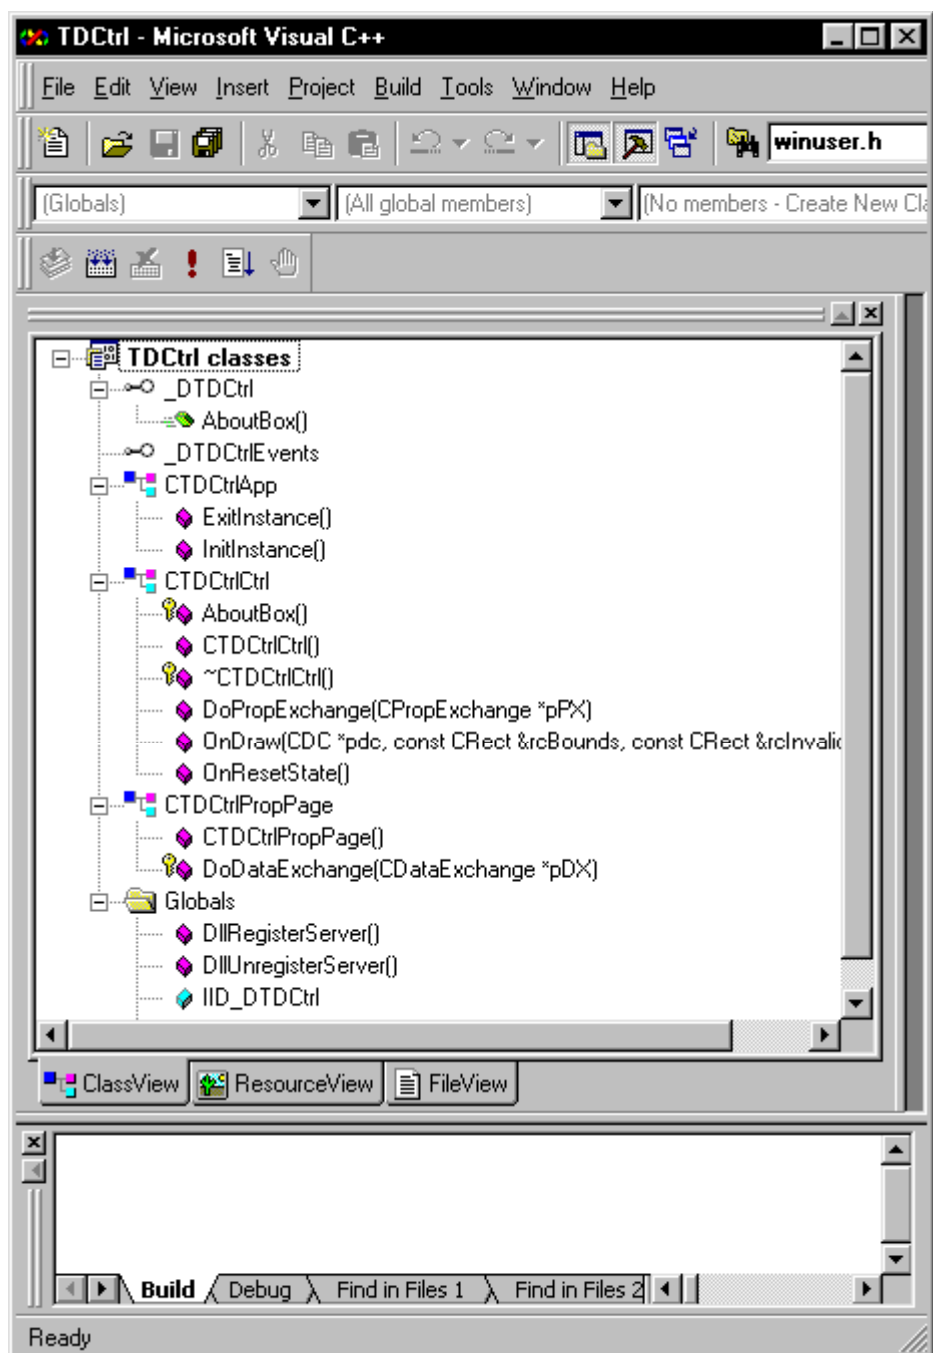 TDCtrl - Microsoft Visual C++
File Edit View Insert Project Build Tools Window Help
winuser.h
(Globals) (All global members) (No members - Create New Cla
TDCtrl classes
_DTDCtrl
AboutBox()
_DTDCtrlEvents
CTDCtrlApp
ExitInstance()
InitInstance()
CTDCtrlCtrl
AboutBox()
CTDCtrlCtrl()
~CTDCtrlCtrl()
DoPropExchange(CPropExchange *pPX)
OnDraw(CDC *pdc, const CRect &rcBounds, const CRect &rcInvalid
OnResetState()
CTDCtrlPropPage
CTDCtrlPropPage()
DoDataExchange(CDataExchange *pDX)
Globals
DllRegisterServer()
DllUnregisterServer()
IID_DTDCtrl
ClassView ResourceView FileView
Build Debug Find in Files 1 Find in Files 2
Ready